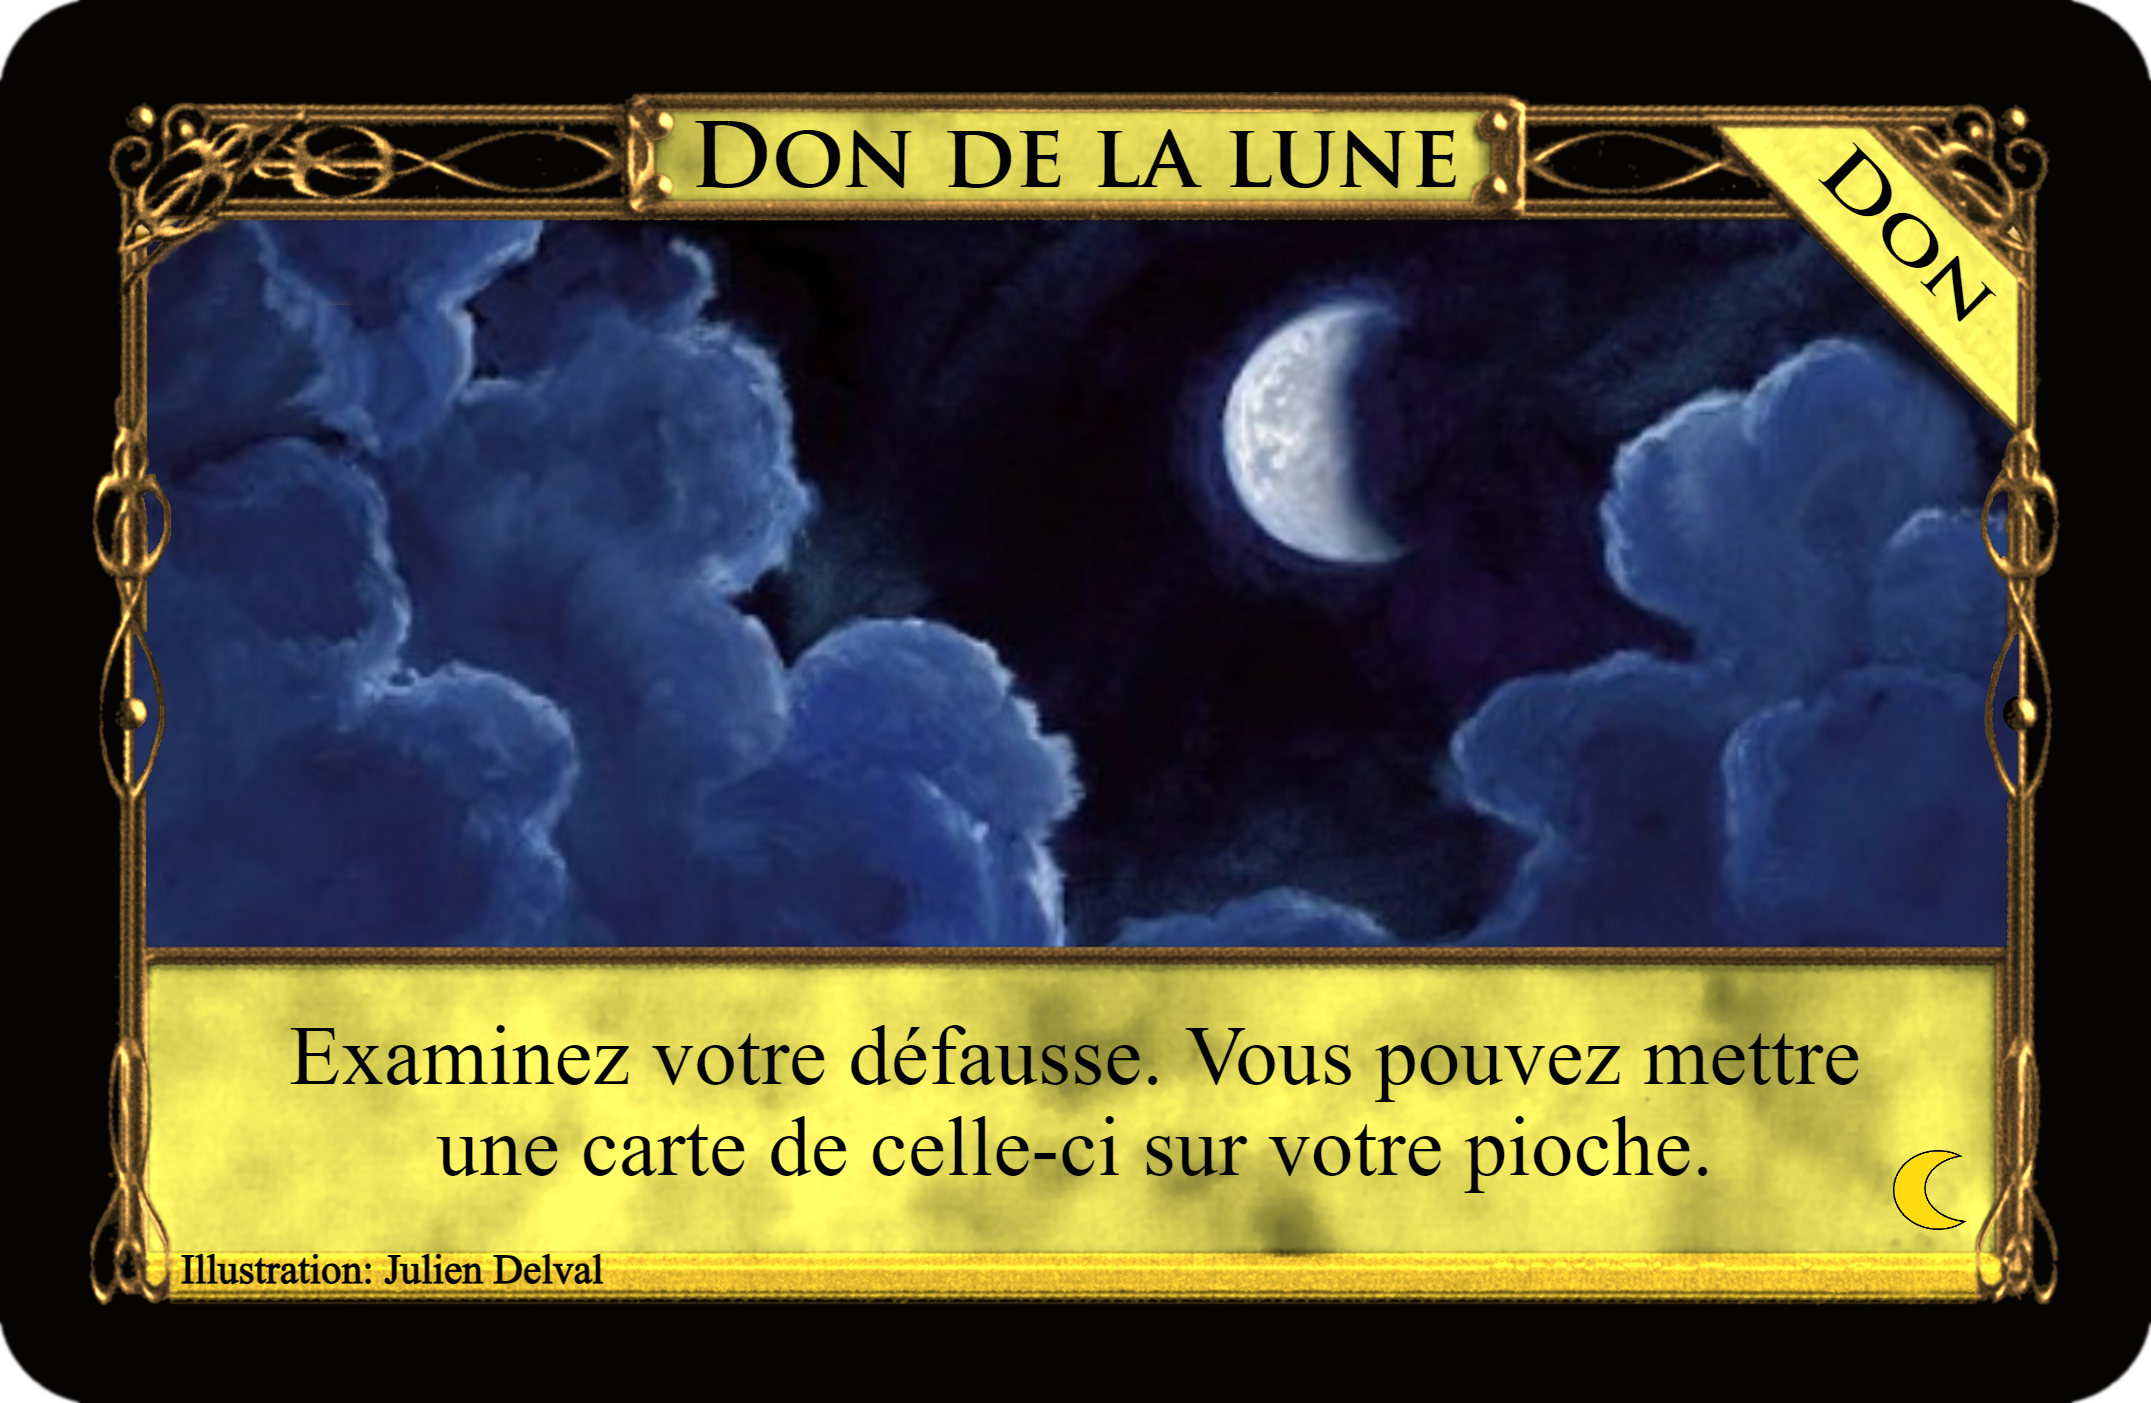 Don de la lune
Don
Examinez votre défausse. Vous pouvez mettre
une carte de celle-ci sur votre pioche.
Illustration: Julien Delval